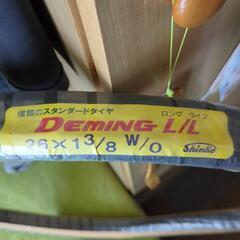 信頼のスタンダードタイヤ
ロング ライフ
DEMING L/L
26×1 3/8 W/O
Shinko